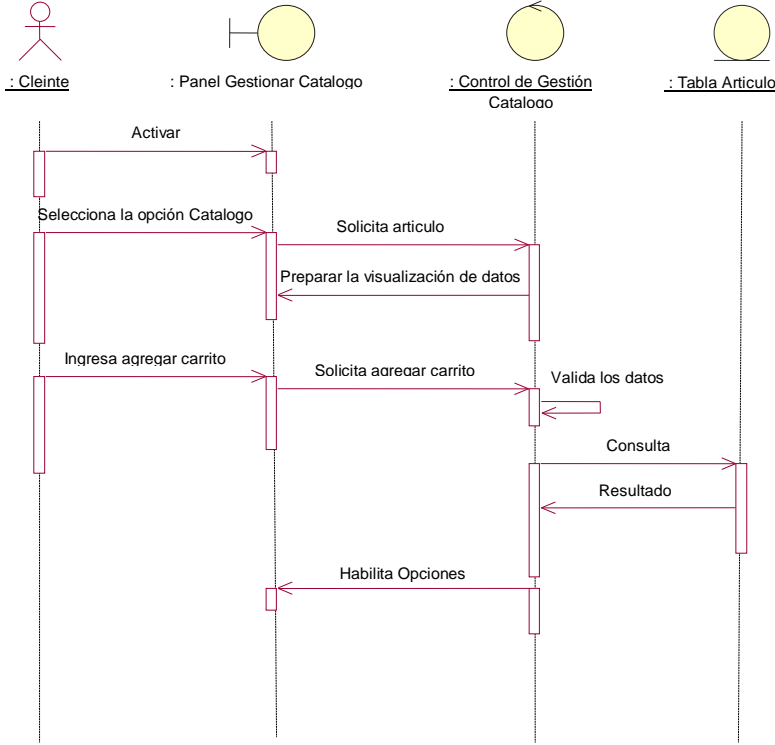 : Cleinte
: Panel Gestionar Catalogo
: Control de Gestión
Catalogo
: Tabla Articulo
Activar
Selecciona la opción Catalogo
Solicita articulo
Preparar la visualización de datos
Ingresa agregar carrito
Solicita agregar carrito
Valida los datos
Consulta
Resultado
Habilita Opciones